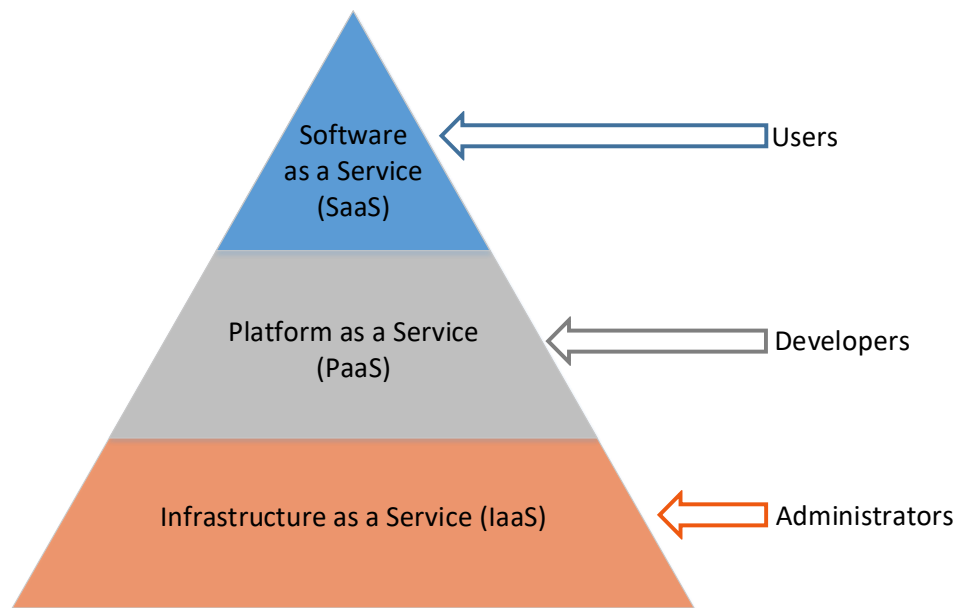 Software
as a Service
(SaaS)
Users
Platform as a Service
(PaaS)
Developers
Infrastructure as a Service (IaaS)
Administrators